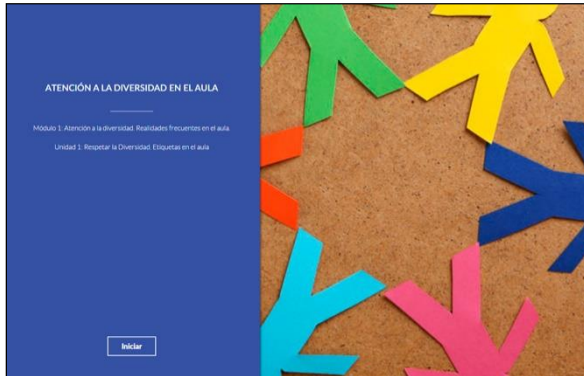 ATENCIÓN A LA DIVERSIDAD EN EL AULA
Módulo 1: Atención a la diversidad. Realidades frecuentes en el aula.
Unidad 1: Respetar la Diversidad. Etiquetas en el aula
Iniciar